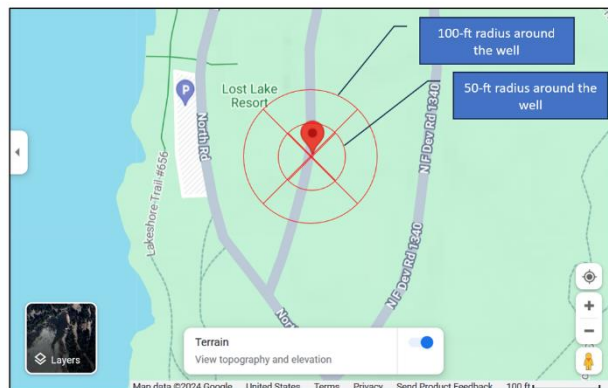 100-ft radius around
the well
50-ft radius around the
well
P
Lost Lake
Resort
North Rd
N F Dev Rd 1340
Lakeshore Trail #656
N F Dev Rd 1340
Layers
Terrain
View topography and elevation
Map data ©2024 Google United States Terms Privacy Send Product Feedback 100 ft